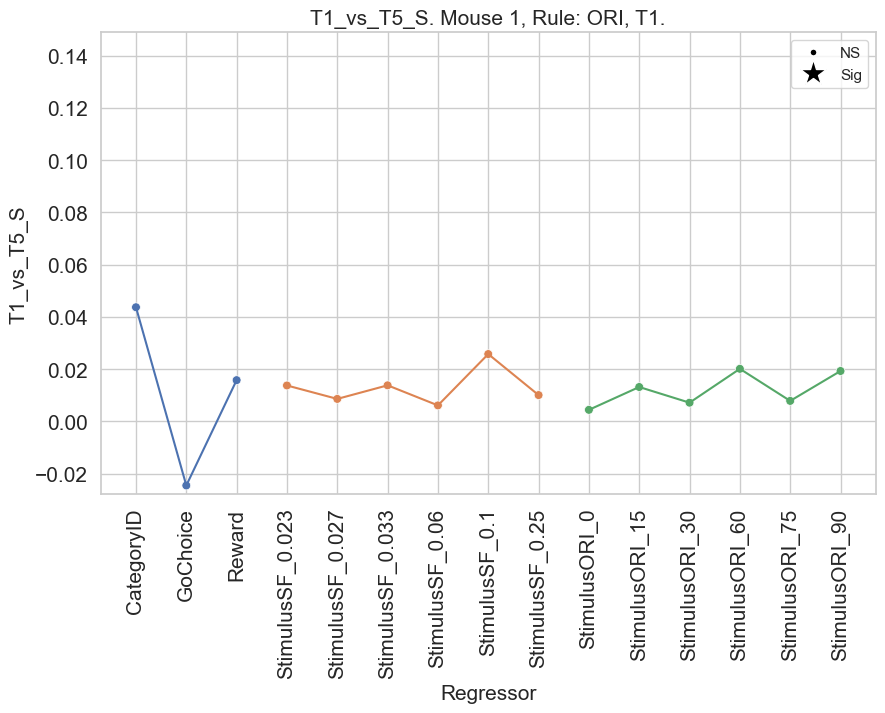 T1_vs_T5_S. Mouse 1, Rule: ORI, T1.
NS
Sig
0.14
0.12
0.10
0.08
0.06
0.04
0.02
0.00
−0.02
T1_vs_T5_S
CategoryID
GoChoice
Reward
StimulusSF_0.023
StimulusSF_0.027
StimulusSF_0.033
StimulusSF_0.06
StimulusSF_0.1
StimulusSF_0.25
StimulusORI_0
StimulusORI_15
StimulusORI_30
StimulusORI_60
StimulusORI_75
StimulusORI_90
Regressor